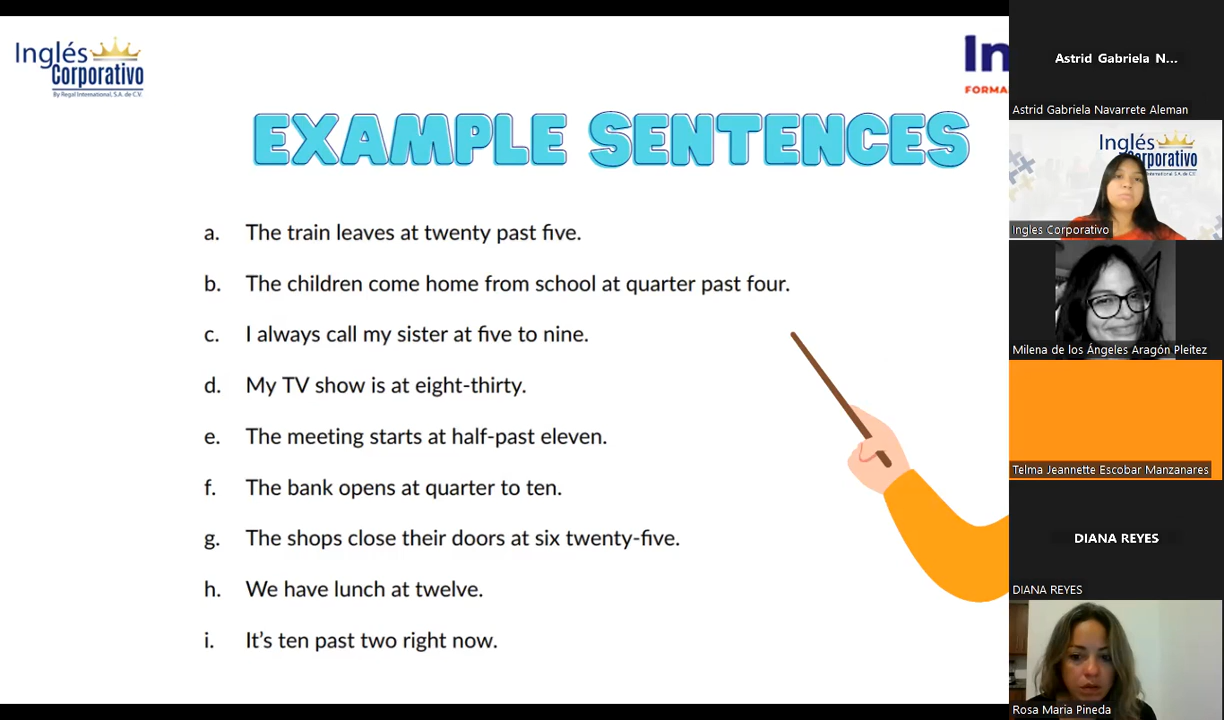 Inglés
Corporativo
By Regal International, S.A. de C.V.
In
FORMA
EXAMPLE SENTENCES
a. The train leaves at twenty past five.
b. The children come home from school at quarter past four.
c. I always call my sister at five to nine.
d. My TV show is at eight-thirty.
e. The meeting starts at half-past eleven.
f. The bank opens at quarter to ten.
g. The shops close their doors at six twenty-five.
h. We have lunch at twelve.
i. It's ten past two right now.
Astrid Gabriela N...
Astrid Gabriela Navarrete Aleman
Inglés
Corporativo
Ingles Corporativo
Milena de los Ángeles Aragón Pleitez
Telma Jeannette Escobar Manzanares
DIANA REYES
DIANA REYES
Rosa Maria Pineda